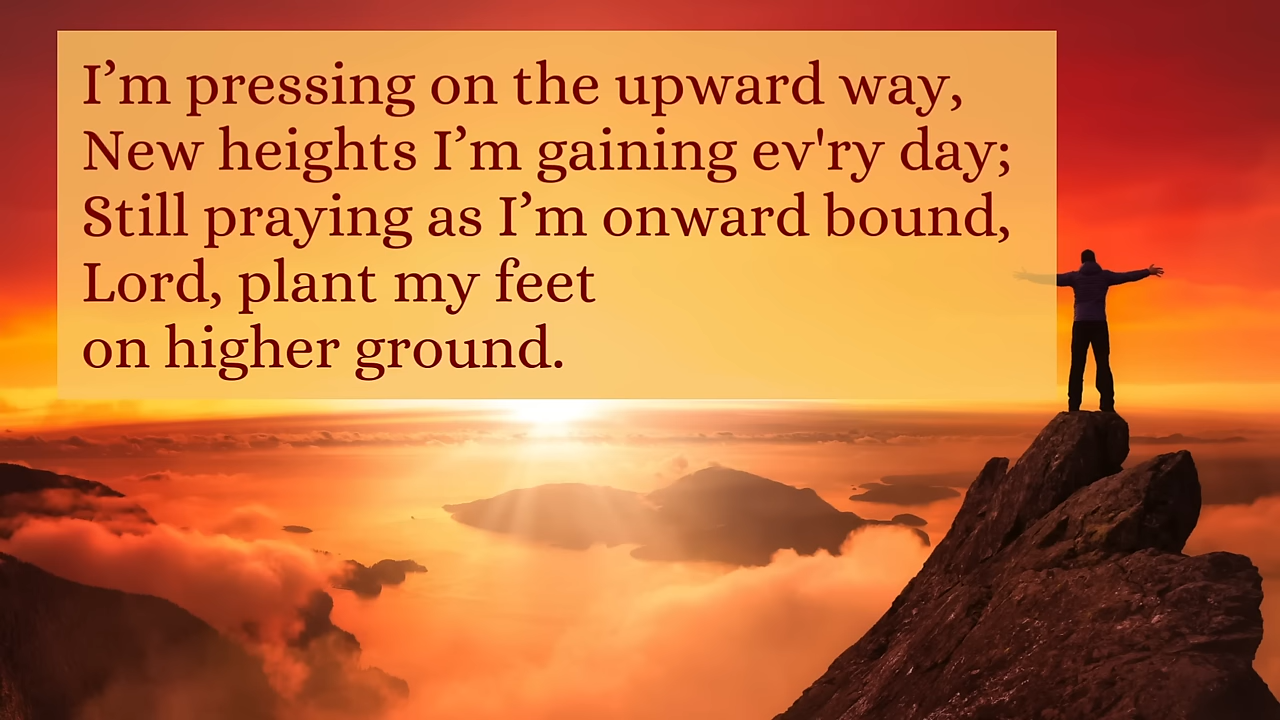 I’m pressing on the upward way,
New heights I’m gaining ev'ry day;
Still praying as I’m onward bound,
Lord, plant my feet
on higher ground.